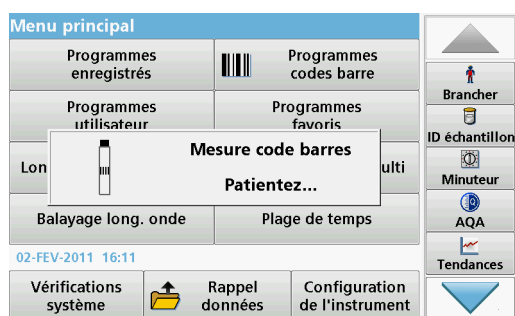 Menu principal
Programmes
enregistrés
Programmes
codes barre
Programmes
utilisateur
Programmes
favoris
Lon
ulti
Mesure code barres
Patientez...
Balayage long. onde
Plage de temps
02-FEV-2011 16:11
Vérifications
système
Rappel
données
Configuration
de l'instrument
Brancher
ID échantillon
Minuteur
AQA
Tendances